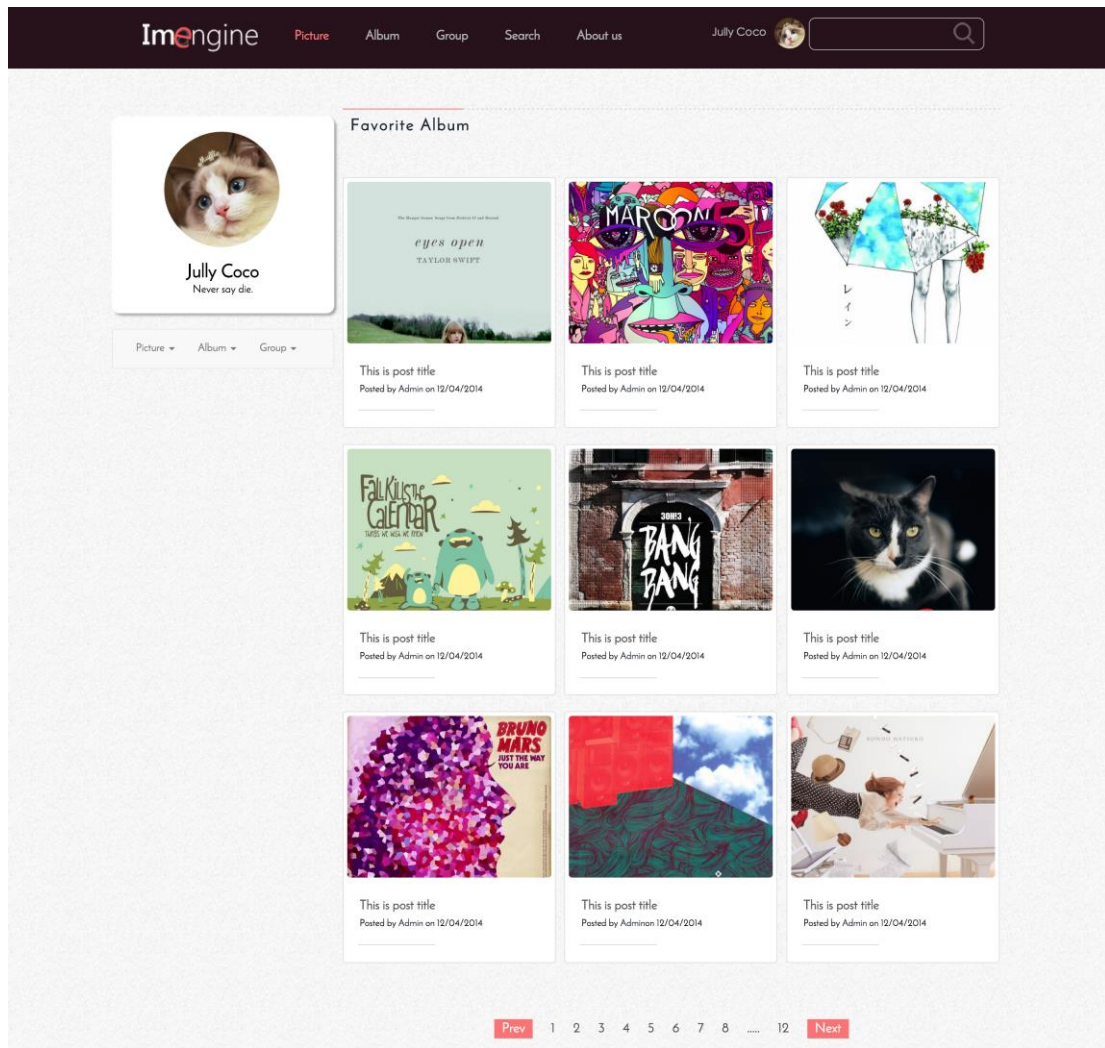 Imengine
Picture Album Group Search About us
Jully Coco
Favorite Album
Jully Coco
Never say die.
Picture Album Group
eyes open
TAYLOR SWIFT
MAROON 5
レイン
This is post title
Posted by Admin on 12/04/2014
This is post title
Posted by Admin on 12/04/2014
This is post title
Posted by Admin on 12/04/2014
FALL KILLS THE
CALENDAR
THINGS WE WISH WE KNEW
3OH!3
BANG
BANG
This is post title
Posted by Admin on 12/04/2014
This is post title
Posted by Admin on 12/04/2014
This is post title
Posted by Admin on 12/04/2014
BRUNO
MARS
JUST THE WAY
YOU ARE
KONDO NATSUKO
This is post title
Posted by Admin on 12/04/2014
This is post title
Posted by Adminon 12/04/2014
This is post title
Posted by Admin on 12/04/2014
Prev 1 2 3 4 5 6 7 8 ..... 12 Next